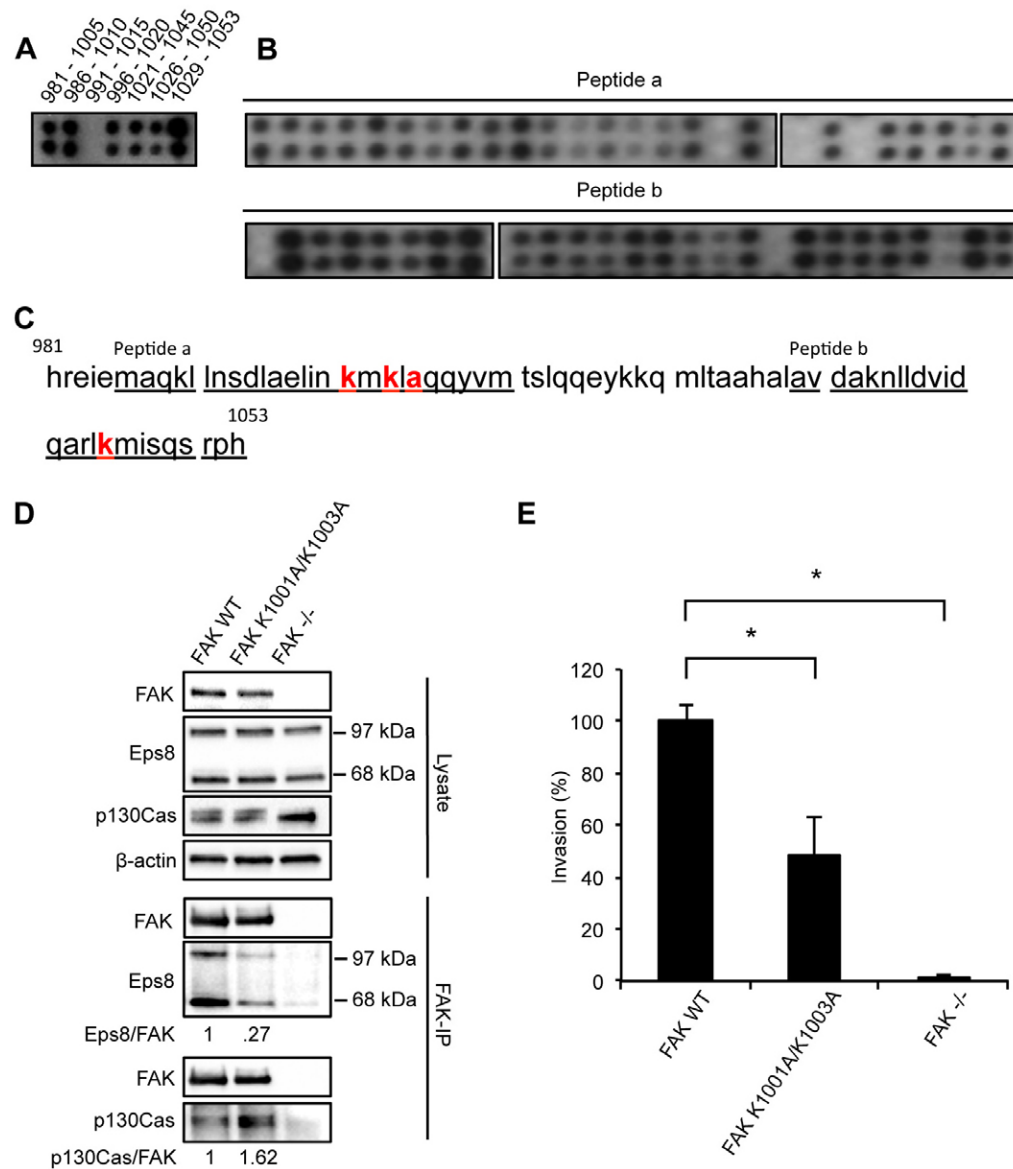 A
981 - 1005
986 - 1010
991 - 1015
996 - 1020
1021 - 1045
1026 - 1050
1029 - 1053
B
Peptide a
Peptide b
C
981
Peptide a
Peptide b
hreiemaqkl lnsdlaelin kmklaqqyvm tslqqeykkq mltaahalav daknlldvid
1053
qarlkmisqs rph
D
FAK WT
FAK K1001A/K1003A
FAK -/-
FAK
Eps8
97 kDa
68 kDa
p130Cas
β-actin
Lysate
FAK
Eps8
97 kDa
68 kDa
Eps8/FAK 1 .27
FAK
p130Cas
p130Cas/FAK 1 1.62
FAK-IP
E
*
*
Invasion (%)
120
100
80
60
40
20
0
FAK WT
FAK K1001A/K1003A
FAK -/-